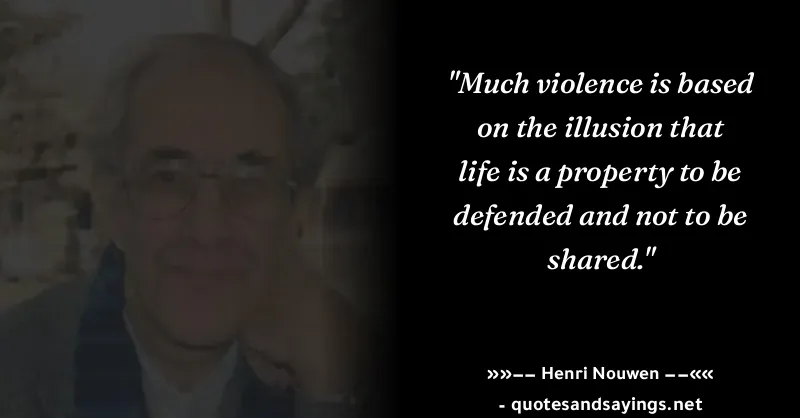 "Much violence is based
on the illusion that
life is a property to be
defended and not to be
shared."
»»−− Henri Nouwen −−««
- quotesandsayings.net